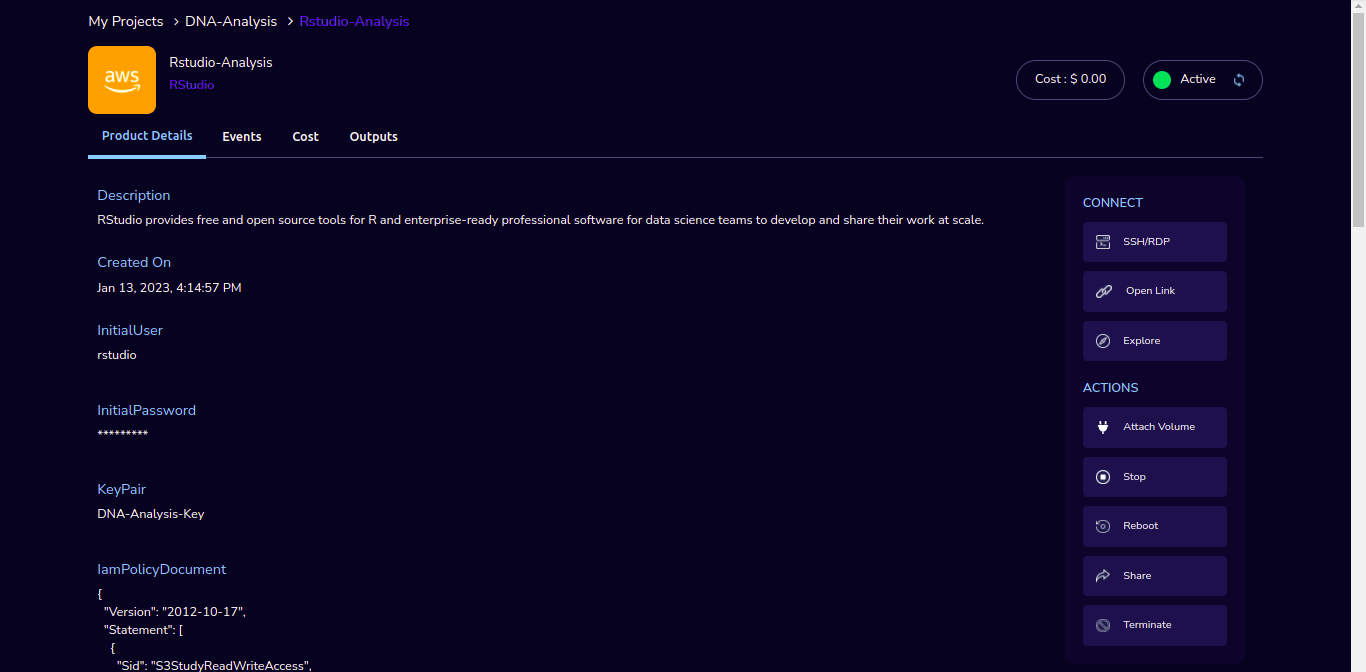 My Projects > DNA-Analysis > Rstudio-Analysis
aws
Rstudio-Analysis
RStudio
Cost : $ 0.00
Active
Product Details
Events
Cost
Outputs
Description
RStudio provides free and open source tools for R and enterprise-ready professional software for data science teams to develop and share their work at scale.
Created On
Jan 13, 2023, 4:14:57 PM
InitialUser
rstudio
InitialPassword
*********
KeyPair
DNA-Analysis-Key
IamPolicyDocument
{
"Version": "2012-10-17",
"Statement": [
{
"Sid": "S3StudyReadWriteAccess",
CONNECT
SSH/RDP
Open Link
Explore
ACTIONS
Attach Volume
Stop
Reboot
Share
Terminate